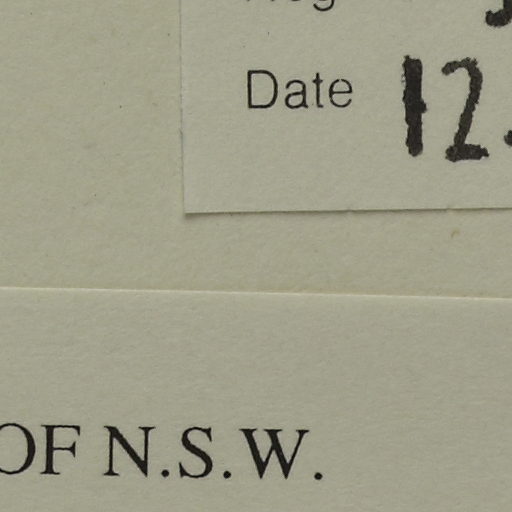 Date 12.
OF N.S.W.